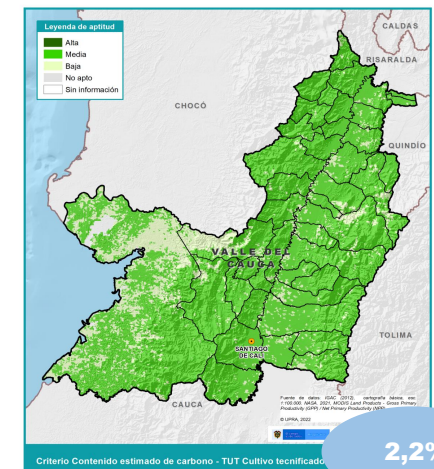 Leyenda de aptitud
Alta
Media
Baja
No apto
Sin información
CALDAS
RISARALDA
CHOCÓ
QUINDÍO
VALLE DEL
CAUCA
TOLIMA
SANTIAGO
DE CALI
CAUCA
Fuente de datos: IGAC (2012), cartografía básica, esc.
1:100.000. NASA. 2021, MODIS Land Products - Gross Primary
Productivity (GPP) / Net Primary Productivity (NPP)
© UPRA, 2022
Criterio Contenido estimado de carbono - TUT Cultivo tecnificado
2,2%